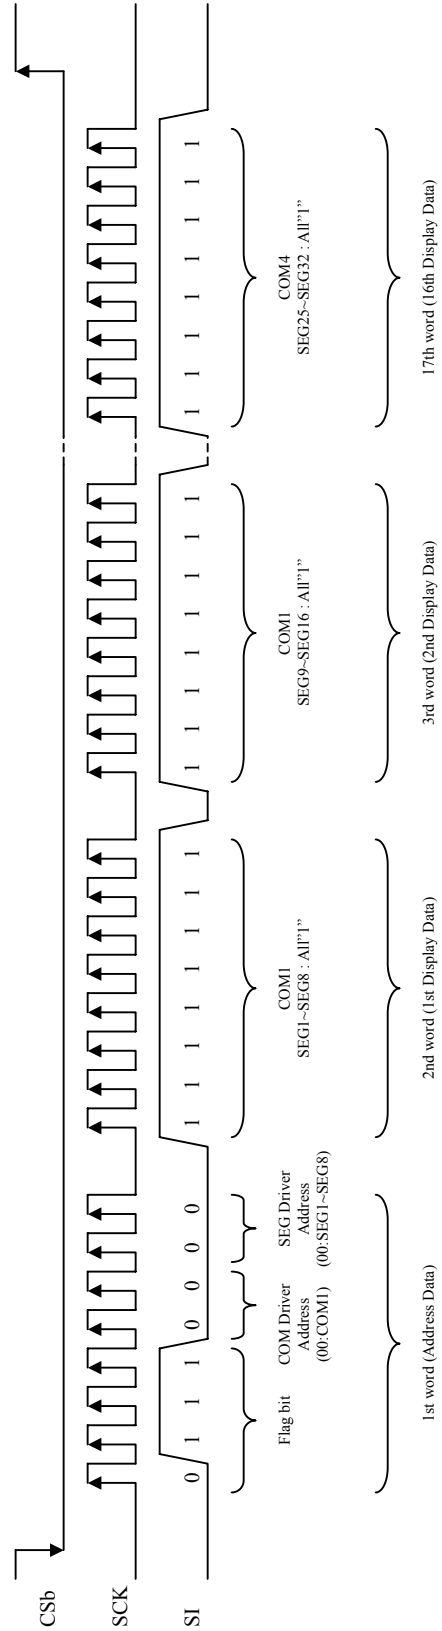 CSb
SCK
SI
0 1 1 1 0 0 0 0
1 1 1 1 1 1 1 1
1 1 1 1 1 1 1 1
1 1 1 1 1 1 1 1
Flag bit
COM Driver
Address
(00:COM1)
SEG Driver
Address
(00:SEG1~SEG8)
COM1
SEG1~SEG8 : All"1"
COM1
SEG9~SEG16 : All"1"
COM4
SEG25~SEG32 : All"1"
1st word (Address Data)
2nd word (1st Display Data)
3rd word (2nd Display Data)
17th word (16th Display Data)